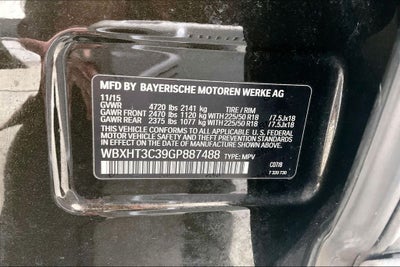 MFD BY BAYERISCHE MOTOREN WERKE AG
11/15
GVWR 4720 lbs 2141 kg TIRE / RIM
GAWR FRONT 2470 lbs 1120 kg WITH 225/50 R18 /7.5Jx18
GAWR REAR 2375 lbs 1077 kg WITH 225/50 R18 /7.5Jx18
THIS VEHICLE CONFORMS TO ALL APPLICABLE U. S. FEDERAL
MOTOR VEHICLE SAFETY, BUMPER, AND THEFT
PREVENTION STANDARDS IN EFFECT ON THE DATE OF
MANUFACTURE SHOWN ABOVE.
WBXHT3C39GP887488 TYPE: MPV